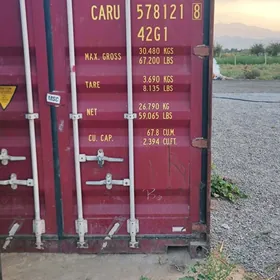 CARU 578121 8
42G1
MAX. GROSS 30.480 KGS
67.200 LBS
TARE 3.690 KGS
8.135 LBS
NET 26.790 KG
59.065 LBS
CU. CAP. 67.8 CU.M
2.394 CU.FT